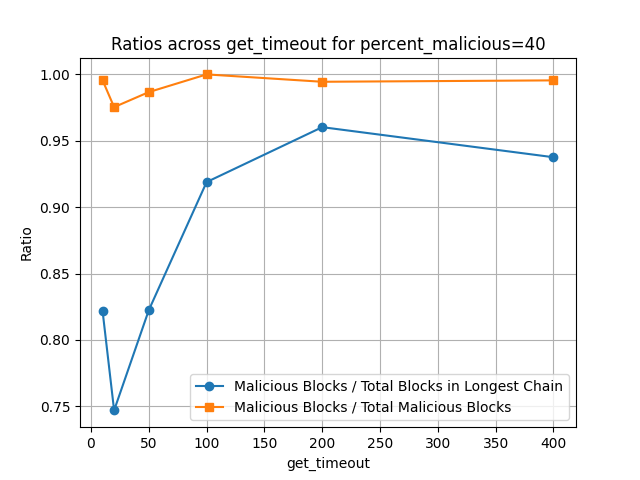 Ratios across get_timeout for percent_malicious=40
Ratio
1.00
0.95
0.90
0.85
0.80
0.75
Malicious Blocks / Total Blocks in Longest Chain
Malicious Blocks / Total Malicious Blocks
0 50 100 150 200 250 300 350 400
get_timeout